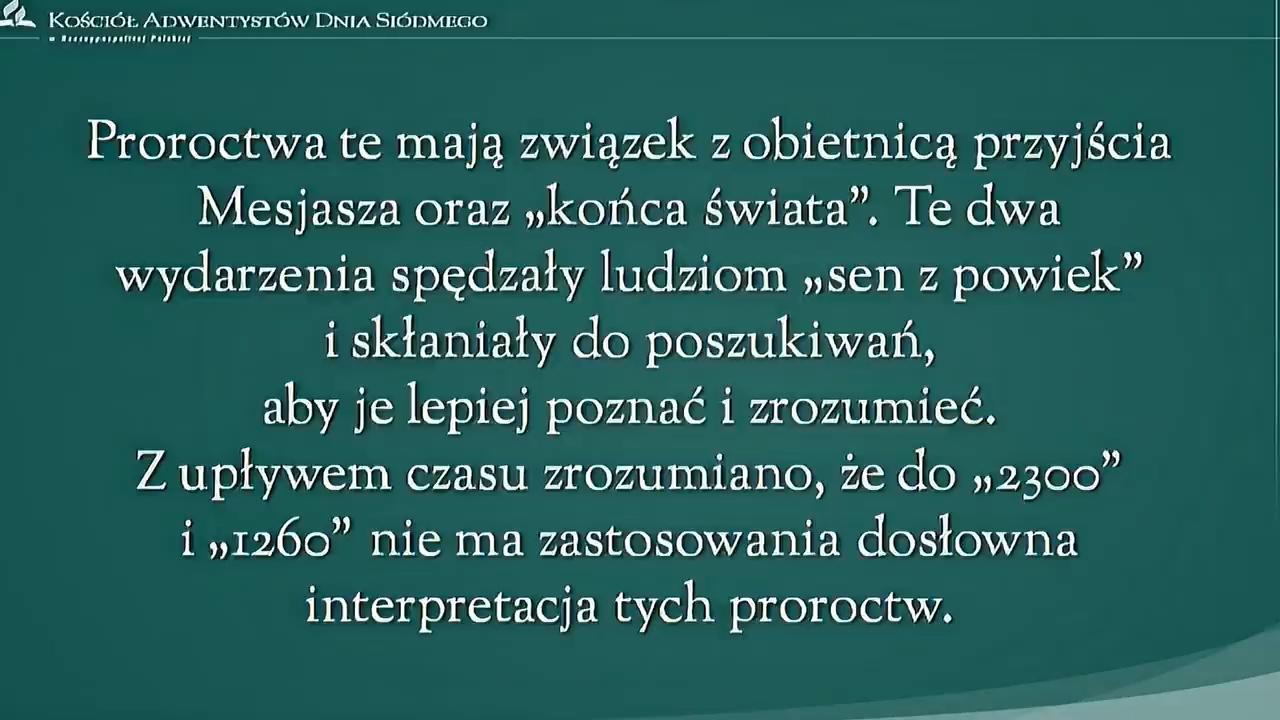 Kościół Adwentystów Dnia Siódmego
w Rzeczypospolitej Polskiej
Proroctwa te mają związek z obietnicą przyjścia
Mesjasza oraz „końca świata”. Te dwa
wydarzenia spędzały ludziom „sen z powiek”
i skłaniały do poszukiwań,
aby je lepiej poznać i zrozumieć.
Z upływem czasu zrozumiano, że do „2300”
i „1260” nie ma zastosowania dosłowna
interpretacja tych proroctw.